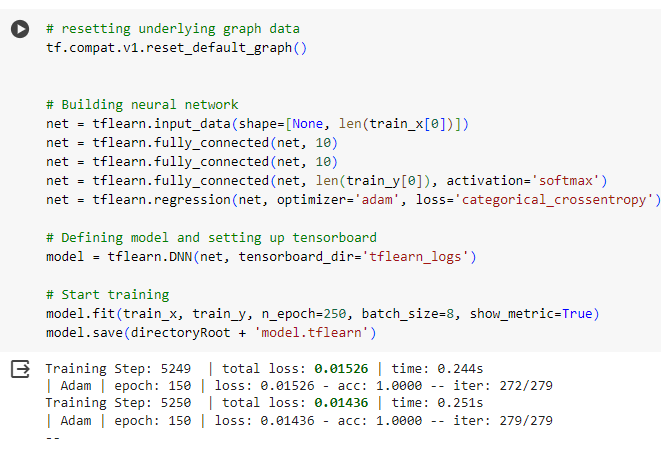 # resetting underlying graph data
tf.compat.v1.reset_default_graph()
# Building neural network
net = tflearn.input_data(shape=[None, len(train_x[0])])
net = tflearn.fully_connected(net, 10)
net = tflearn.fully_connected(net, 10)
net = tflearn.fully_connected(net, len(train_y[0]), activation='softmax')
net = tflearn.regression(net, optimizer='adam', loss='categorical_crossentropy')
# Defining model and setting up tensorboard
model = tflearn.DNN(net, tensorboard_dir='tflearn_logs')
# Start training
model.fit(train_x, train_y, n_epoch=250, batch_size=8, show_metric=True)
model.save(directoryRoot + 'model.tflearn')
Training Step: 5249  | total loss: 0.01526 | time: 0.244s
| Adam | epoch: 150 | loss: 0.01526 - acc: 1.0000 -- iter: 272/279
Training Step: 5250  | total loss: 0.01436 | time: 0.251s
| Adam | epoch: 150 | loss: 0.01436 - acc: 1.0000 -- iter: 279/279
--